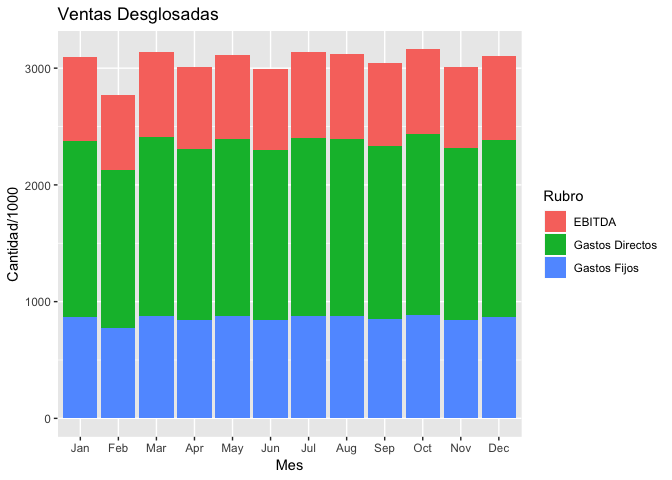 Ventas Desglosadas
3000
2000
1000
0
Cantidad/1000
Jan Feb Mar Apr May Jun Jul Aug Sep Oct Nov Dec
Mes
Rubro
EBITDA
Gastos Directos
Gastos Fijos